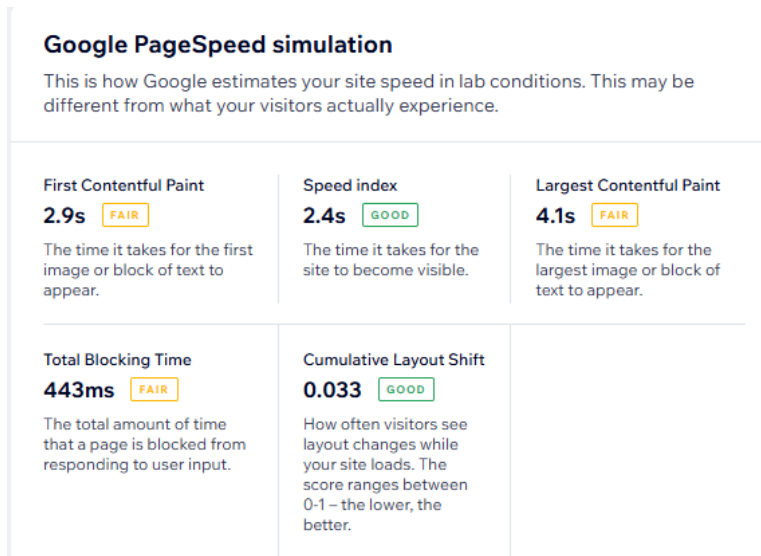 Google PageSpeed simulation
This is how Google estimates your site speed in lab conditions. This may be
different from what your visitors actually experience.
First Contentful Paint
2.9s FAIR
The time it takes for the first
image or block of text to
appear.
Speed index
2.4s GOOD
The time it takes for the
site to become visible.
Largest Contentful Paint
4.1s FAIR
The time it takes for the
largest image or block of
text to appear.
Total Blocking Time
443ms FAIR
The total amount of time
that a page is blocked from
responding to user input.
Cumulative Layout Shift
0.033 GOOD
How often visitors see
layout changes while
your site loads. The
score ranges between
0-1 – the lower, the
better.